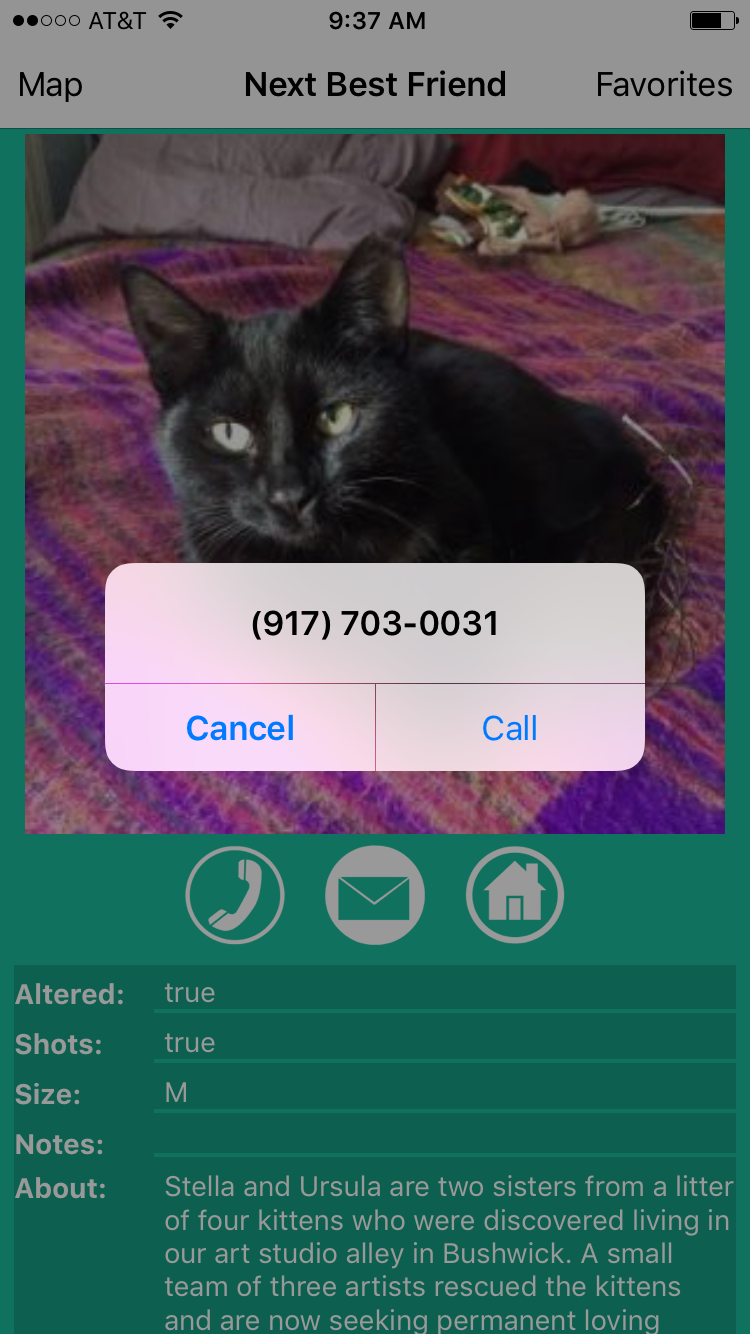 AT&T 9:37 AM
Map Next Best Friend Favorites
(917) 703-0031
Cancel Call
Altered: true
Shots: true
Size: M
Notes:
About: Stella and Ursula are two sisters from a litter
of four kittens who were discovered living in
our art studio alley in Bushwick. A small
team of three artists rescued the kittens
and are now seeking permanent loving